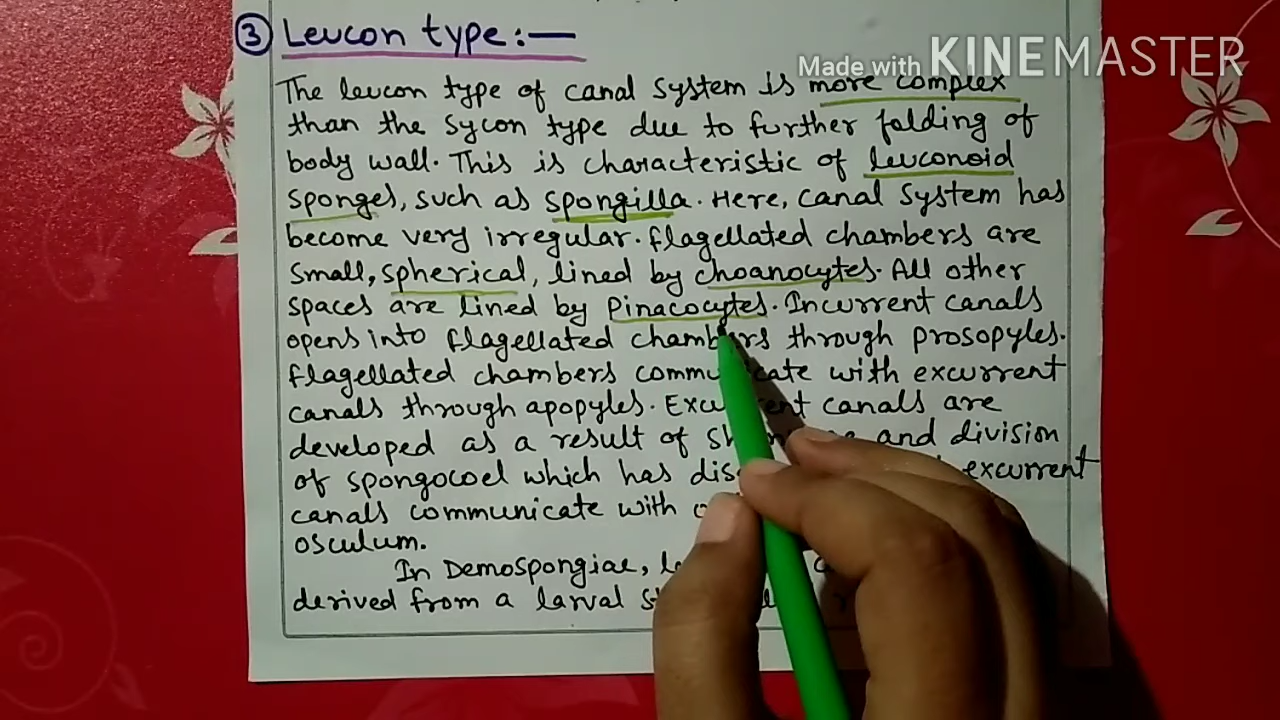 Made with KINEMASTER
③ Leucon type:—
The leucon type of canal system is more complex
than the sycon type due to further folding of
body wall. This is characteristic of leuconoid
sponges, such as spongilla. Here, canal system has
become very irregular. flagellated chambers are
small, spherical, lined by choanocytes. All other
spaces are lined by pinacocytes. Incurrent canals
opens into flagellated chambers through prosopyles.
flagellated chambers communicate with excurrent
canals through apopyles. Excurrent canals are
developed as a result of and division
of spongocoel which has excurrent
canals communicate with
osculum.
In Demospongiae,
derived from a larval